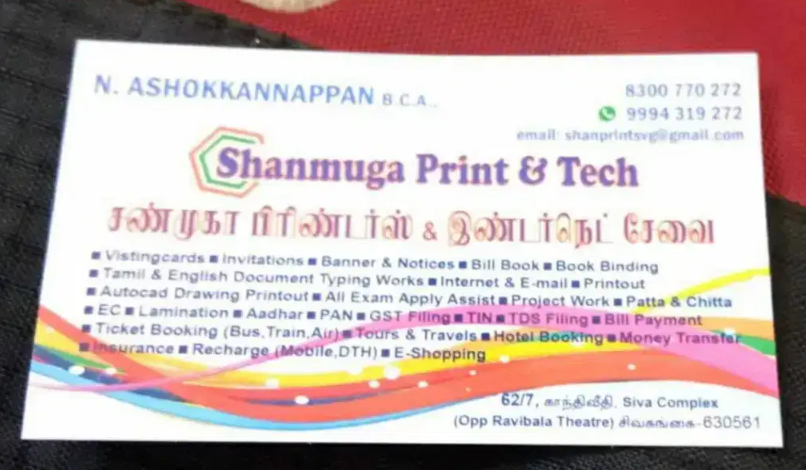 N. ASHOKKANNAPPAN B.C.A.,
8300 770 272
9994 319 272
email: shanprintsvg@gmail.com
Shanmuga Print & Tech
சண்முகா பிரிண்டர்ஸ் & இண்டர்நெட் சேவை
■ Vistingcards ■ Invitations ■ Banner & Notices ■ Bill Book ■ Book Binding
■ Tamil & English Document Typing Works ■ Internet & E-mail ■ Printout
■ Autocad Drawing Printout ■ All Exam Apply Assist ■ Project Work ■ Patta & Chitta
■ EC ■ Lamination ■ Aadhar ■ PAN ■ GST Filing ■ TIN ■ TDS Filing ■ Bill Payment
■ Ticket Booking (Bus,Train,Air) ■ Tours & Travels ■ Hotel Booking ■ Money Transfer
■ Insurance ■ Recharge (Mobile,DTH) ■ E-Shopping
62/7, காந்திவீதி, Siva Complex
(Opp Ravibala Theatre) சிவகங்கை-630561